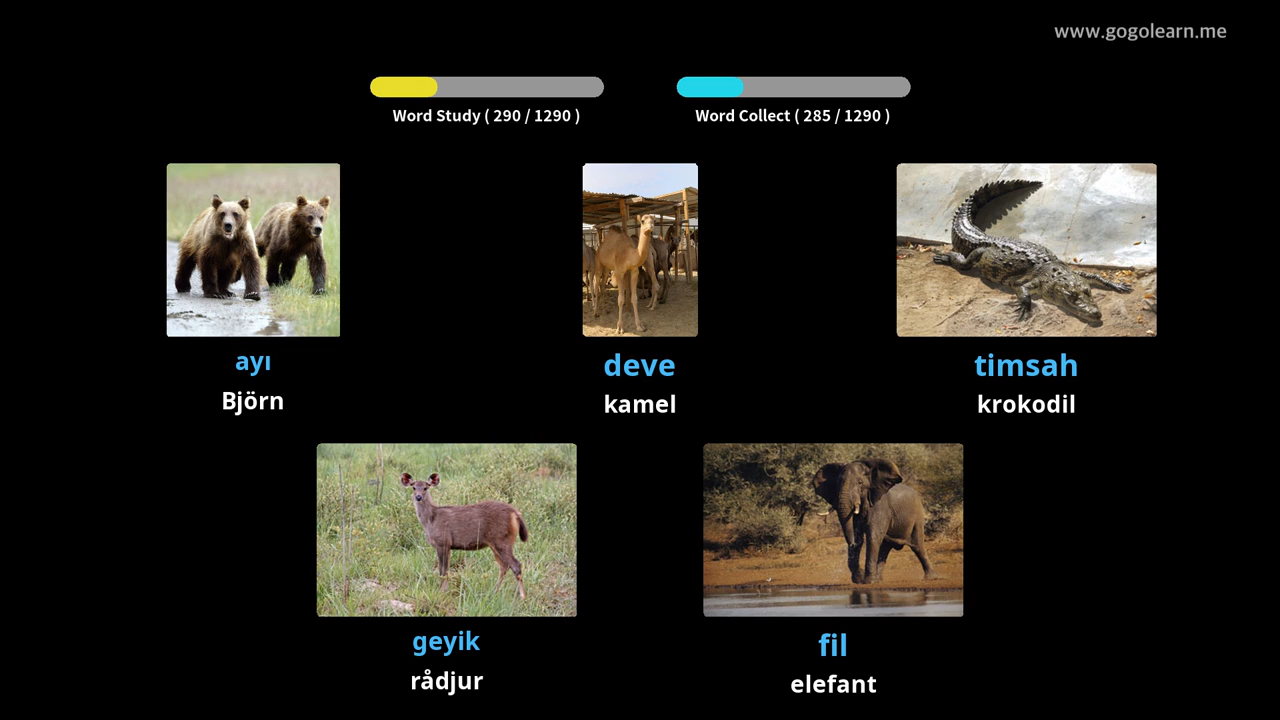 www.gogolearn.me
Word Study ( 290 / 1290 )
Word Collect ( 285 / 1290 )
ayı
Björn
deve
kamel
timsah
krokodil
geyik
rådjur
fil
elefant